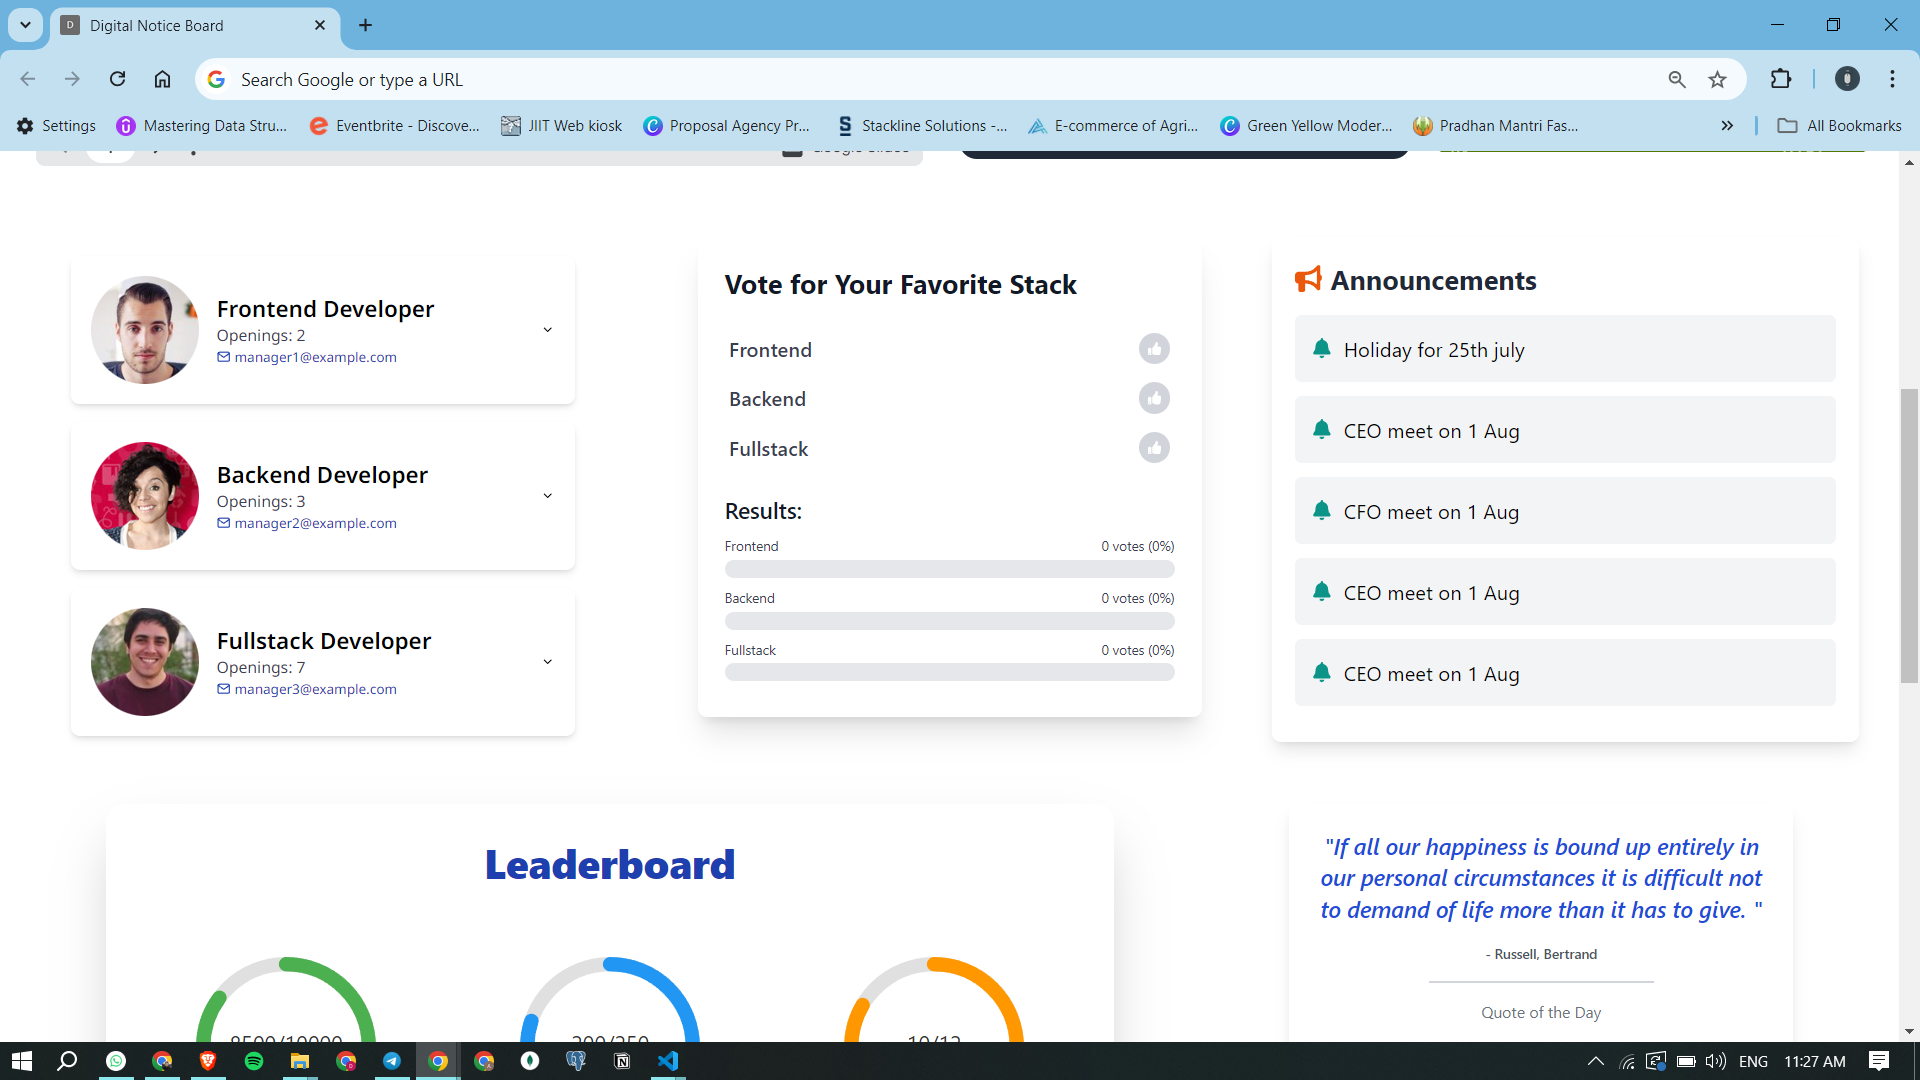 D Digital Notice Board
Search Google or type a URL
Settings
Mastering Data Stru...
Eventbrite - Discove...
JIIT Web kiosk
Proposal Agency Pr...
Stackline Solutions -...
E-commerce of Agri...
Green Yellow Moder...
Pradhan Mantri Fas...
All Bookmarks
Frontend Developer
Openings: 2
manager1@example.com
Backend Developer
Openings: 3
manager2@example.com
Fullstack Developer
Openings: 7
manager3@example.com
Vote for Your Favorite Stack
Frontend
Backend
Fullstack
Results:
Frontend 0 votes (0%)
Backend 0 votes (0%)
Fullstack 0 votes (0%)
Announcements
Holiday for 25th july
CEO meet on 1 Aug
CFO meet on 1 Aug
CEO meet on 1 Aug
CEO meet on 1 Aug
Leaderboard
8500/10000
200/250
10/12
"If all our happiness is bound up entirely in
our personal circumstances it is difficult not
to demand of life more than it has to give. "
- Russell, Bertrand
Quote of the Day
ENG
11:27 AM